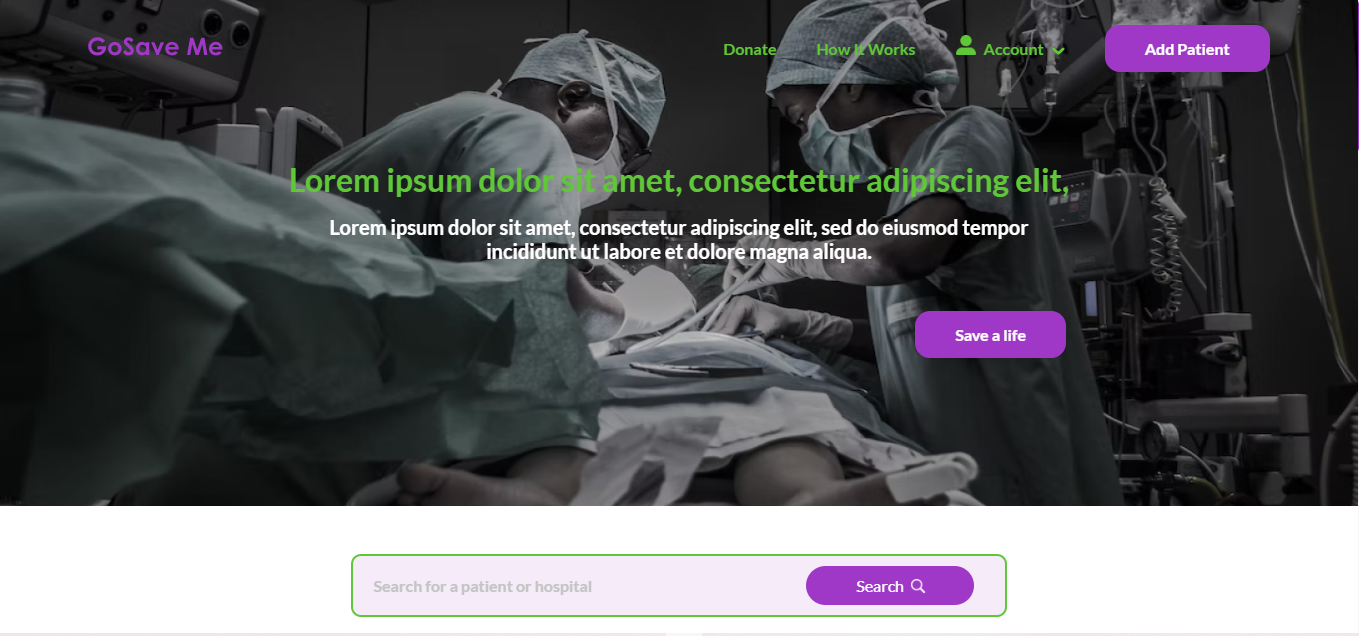 GoSave Me
Donate
How It Works
Account
Add Patient
Lorem ipsum dolor sit amet, consectetur adipiscing elit,
Lorem ipsum dolor sit amet, consectetur adipiscing elit, sed do eiusmod tempor
incididunt ut labore et dolore magna aliqua.
Save a life
Search for a patient or hospital
Search